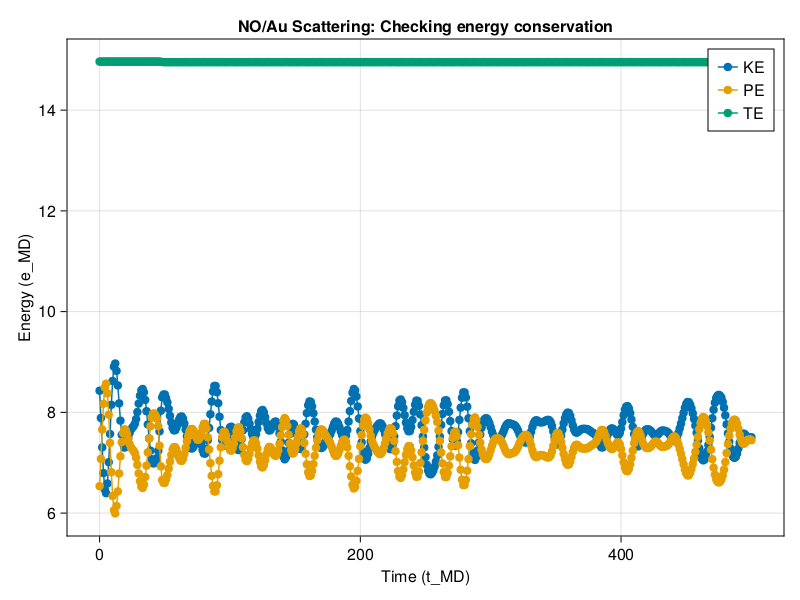 NO/Au Scattering: Checking energy conservation
KE
PE
TE
14
12
10
8
6
Energy (e_MD)
0
200
400
Time (t_MD)